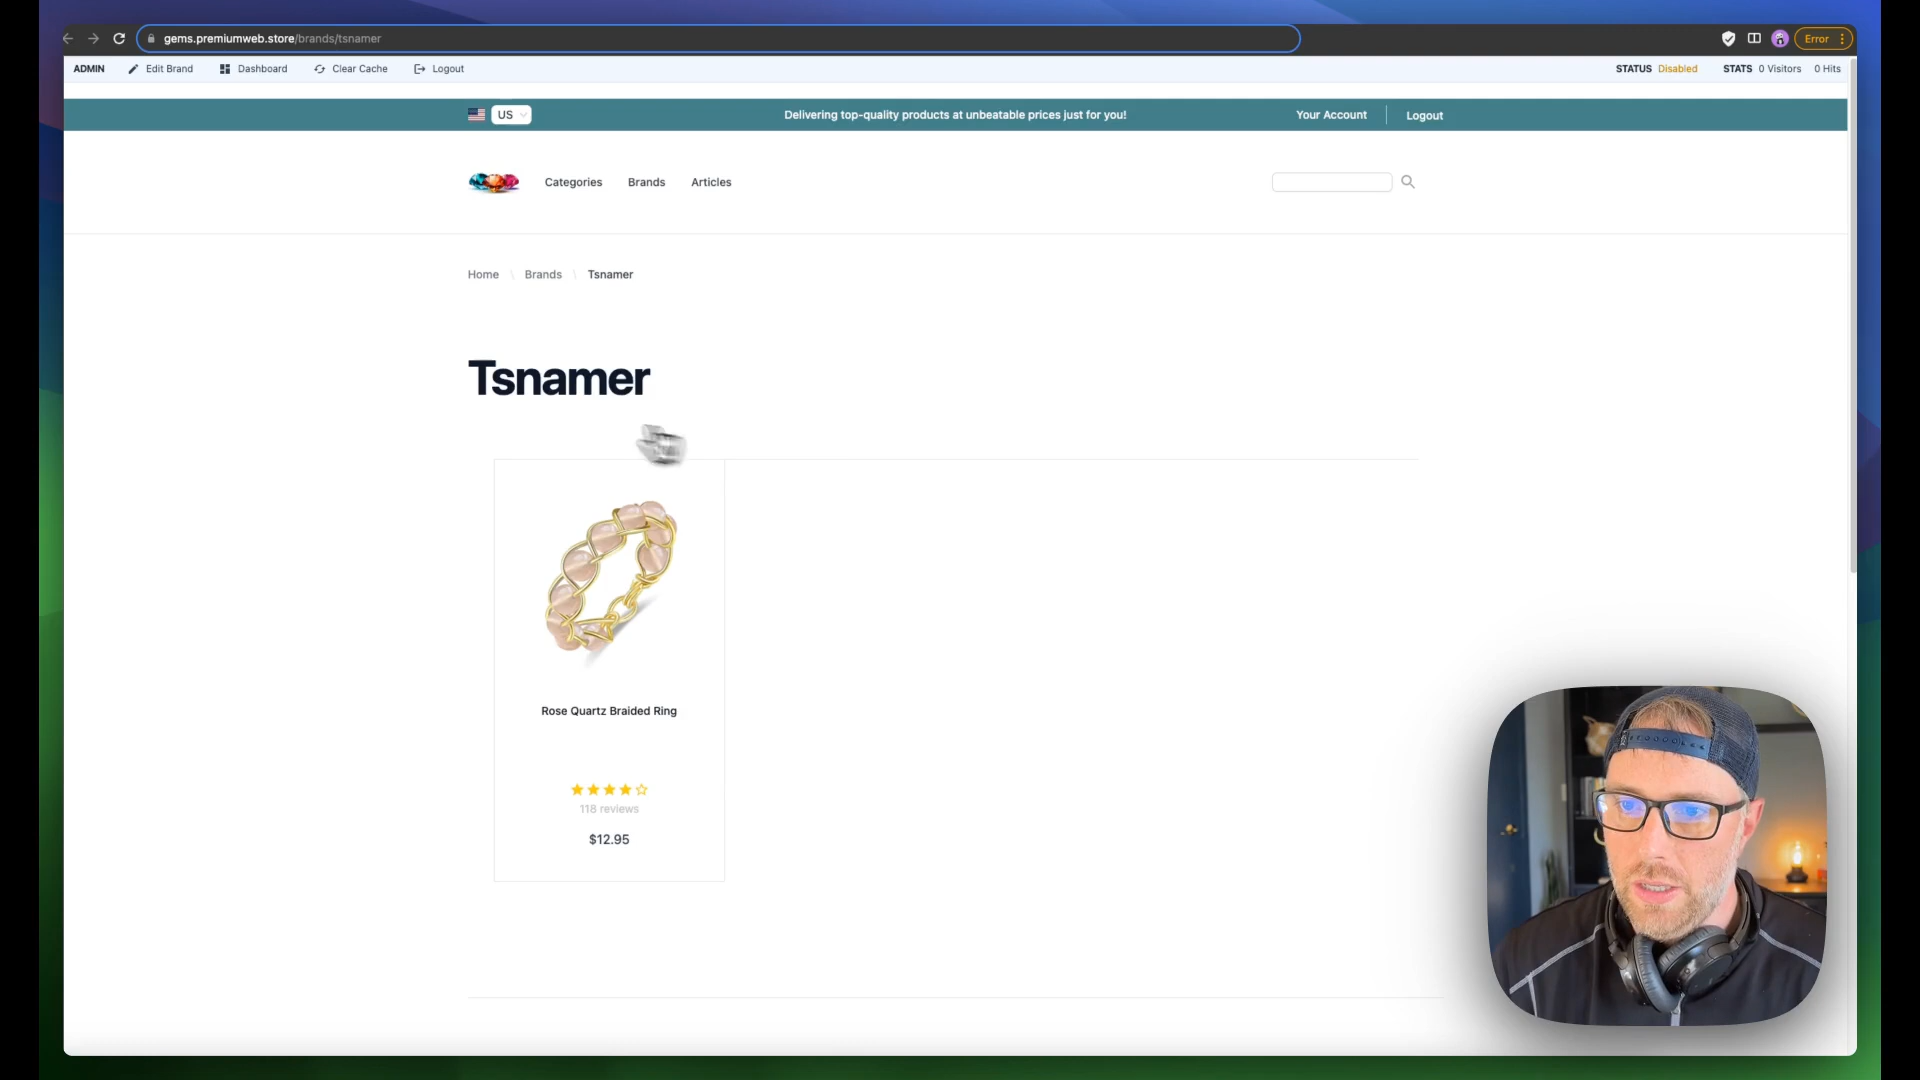 gems.premiumweb.store/brands/tsnamer
Error
ADMIN Edit Brand Dashboard Clear Cache Logout
STATUS Disabled STATS 0 Visitors 0 Hits
US
Delivering top-quality products at unbeatable prices just for you!
Your Account Logout
Categories Brands Articles
Home \ Brands \ Tsnamer
Tsnamer
Rose Quartz Braided Ring
118 reviews
$12.95